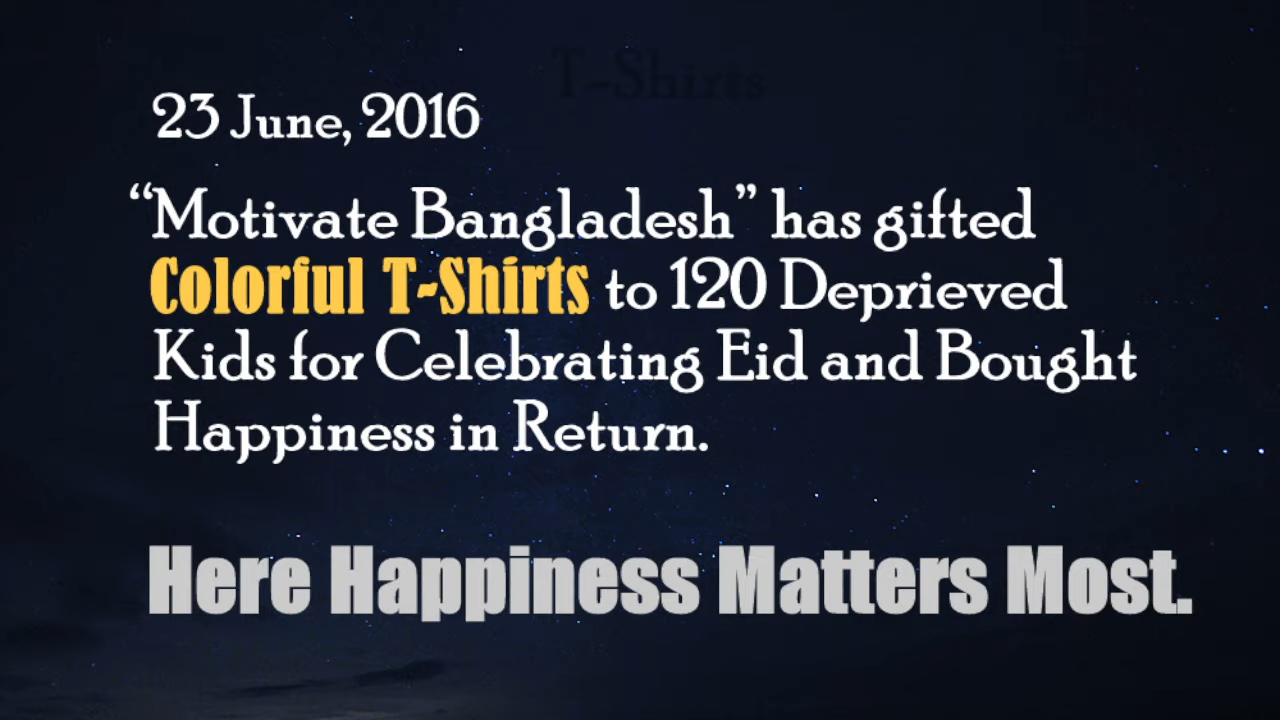 T-Shirts
23 June, 2016
“Motivate Bangladesh” has gifted
Colorful T-Shirts to 120 Deprieved
Kids for Celebrating Eid and Bought
Happiness in Return.
Here Happiness Matters Most.